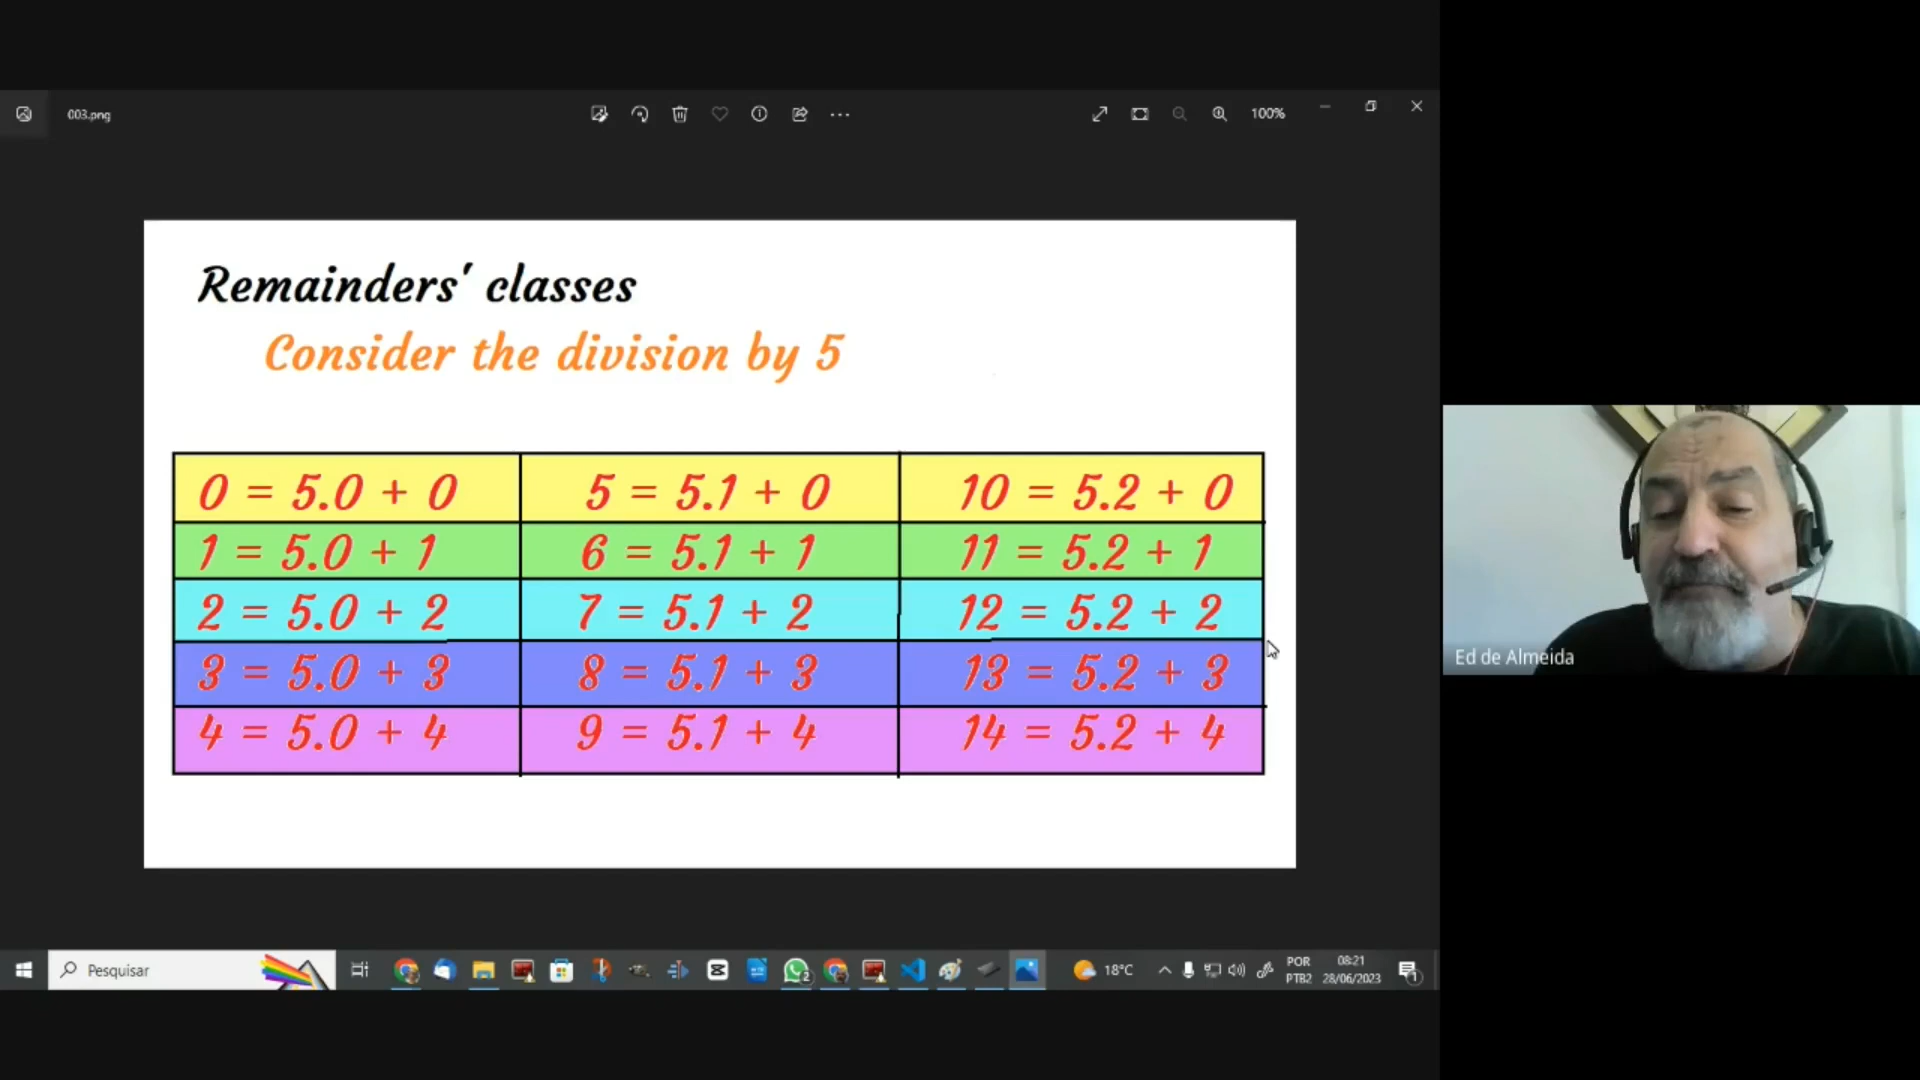 003.png
100%
Remainders' classes
Consider the division by 5
0 = 5.0 + 0 5 = 5.1 + 0 10 = 5.2 + 0
1 = 5.0 + 1 6 = 5.1 + 1 11 = 5.2 + 1
2 = 5.0 + 2 7 = 5.1 + 2 12 = 5.2 + 2
3 = 5.0 + 3 8 = 5.1 + 3 13 = 5.2 + 3
4 = 5.0 + 4 9 = 5.1 + 4 14 = 5.2 + 4
Ed de Almeida
Pesquisar
2
18°C
POR
PTB2
08:21
28/06/2023
1